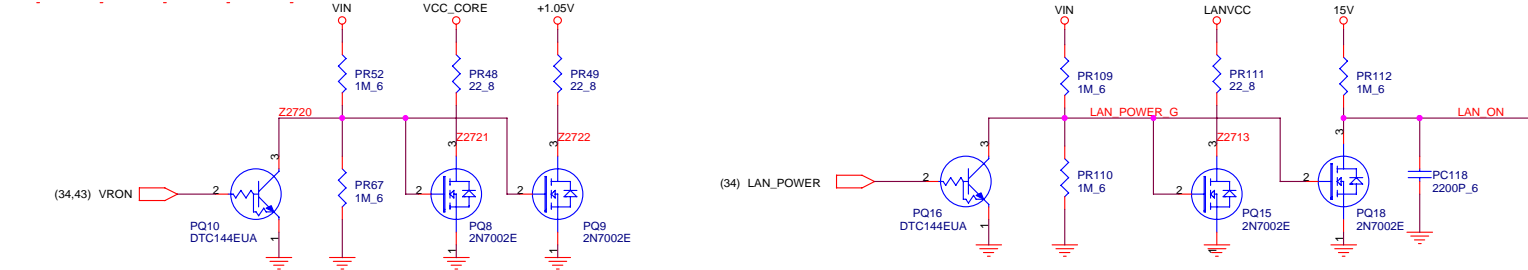 VIN
VCC_CORE
+1.05V
PR52
1M_6
PR48
22_8
PR49
22_8
Z2720
Z2721
Z2722
3
3
3
(34,43) VRON
2
2
2
PR67
1M_6
PQ10
DTC144EUA
PQ8
2N7002E
PQ9
2N7002E
1
1
1
VIN
LANVCC
15V
PR109
1M_6
PR111
22_8
PR112
1M_6
LAN_POWER_G
LAN_ON
Z2713
3
3
3
(34) LAN_POWER
2
2
2
PR110
1M_6
PC118
2200P_6
PQ16
DTC144EUA
PQ15
2N7002E
PQ18
2N7002E
1
1
1